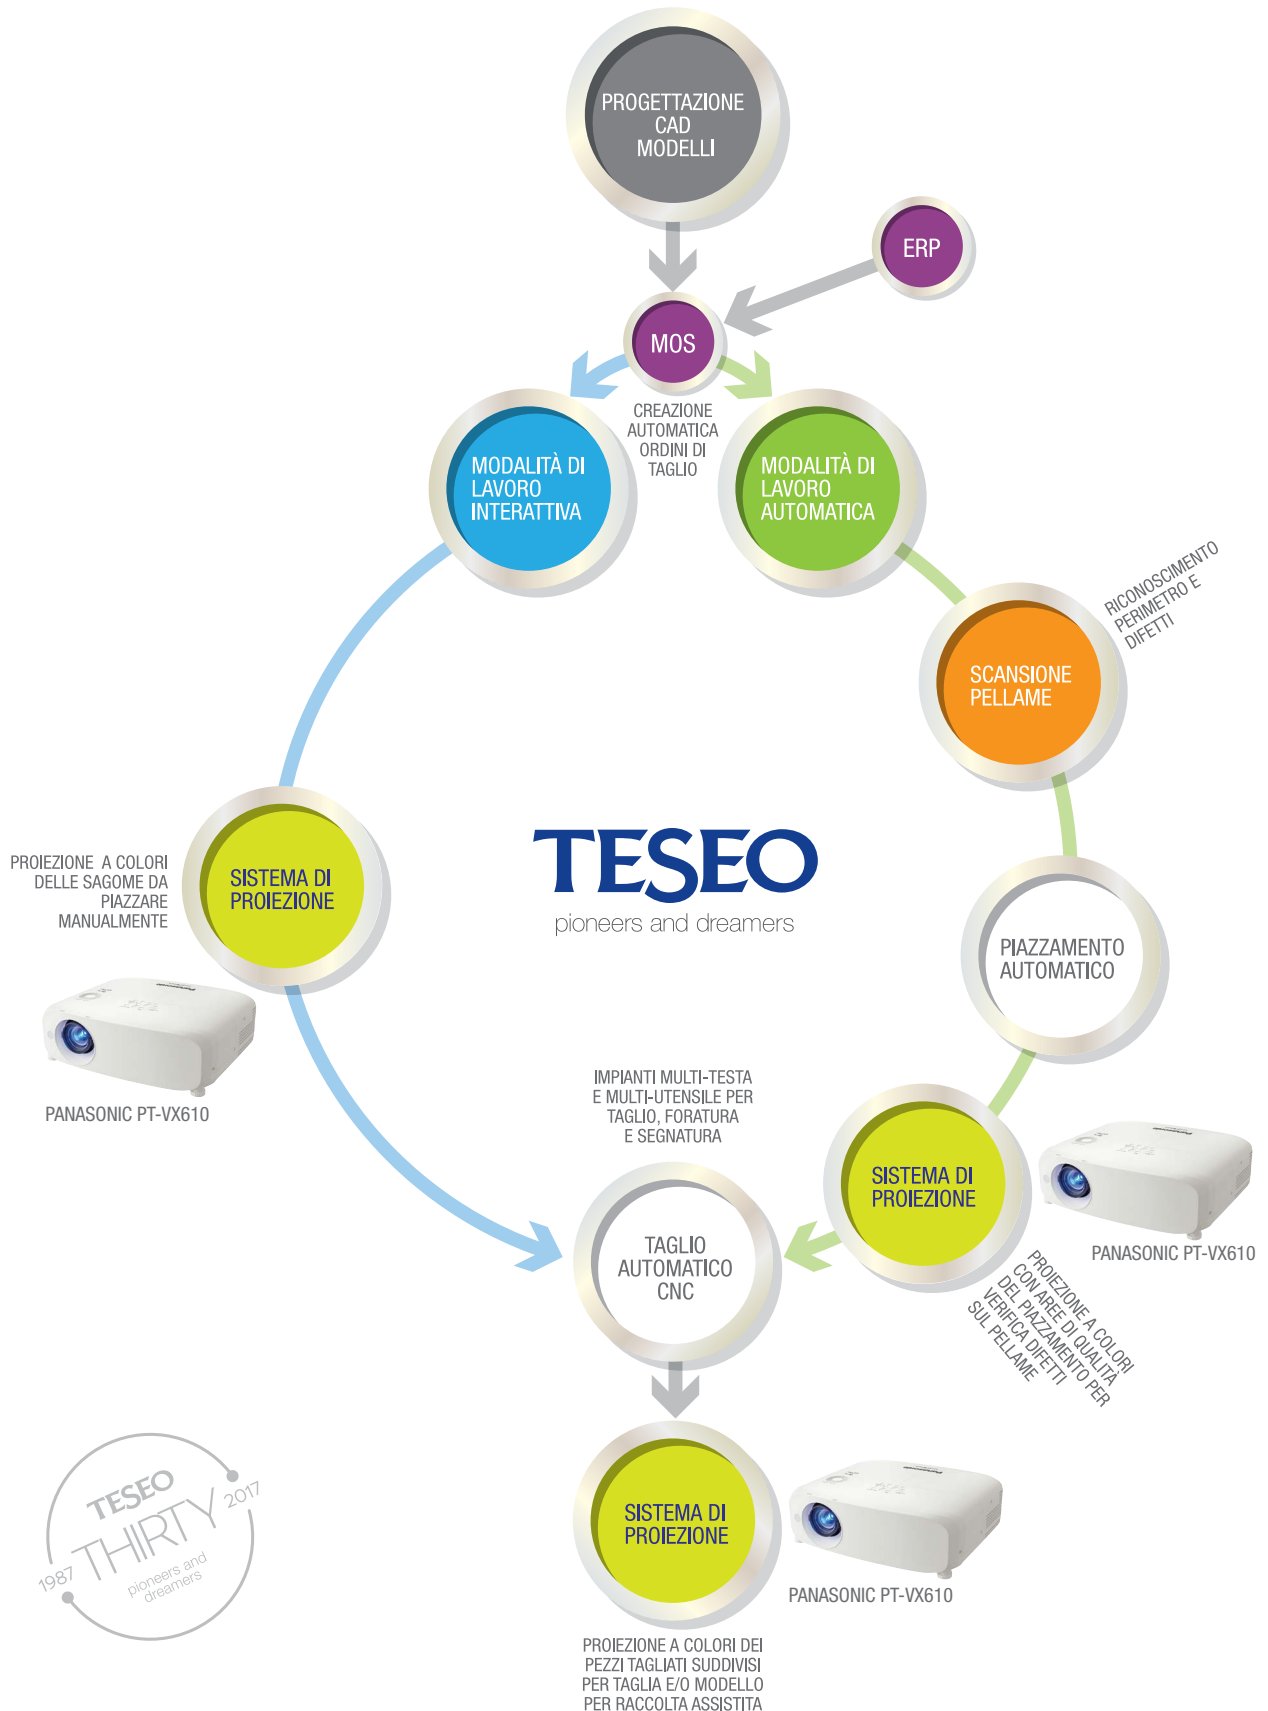 PROGETTAZIONE
CAD
MODELLI
ERP
MOS
CREAZIONE
AUTOMATICA
ORDINI DI
TAGLIO
MODALITÀ DI
LAVORO
INTERATTIVA
MODALITÀ DI
LAVORO
AUTOMATICA
RICONOSCIMENTO
PERIMETRO E
DIFETTI
SCANSIONE
PELLAME
TESEO
pioneers and dreamers
PROIEZIONE A COLORI
DELLE SAGOME DA
PIAZZARE
MANUALMENTE
SISTEMA DI
PROIEZIONE
Panasonic
PANASONIC PT-VX610
PIAZZAMENTO
AUTOMATICO
IMPIANTI MULTI-TESTA
E MULTI-UTENSILE PER
TAGLIO, FORATURA
E SEGNATURA
SISTEMA DI
PROIEZIONE
Panasonic
PANASONIC PT-VX610
PROIEZIONE A COLORI
CON AREE DI QUALITÀ
DEL PIAZZAMENTO PER
VERIFICA DIFETTI
SUL PELLAME
TAGLIO
AUTOMATICO
CNC
SISTEMA DI
PROIEZIONE
Panasonic
PANASONIC PT-VX610
PROIEZIONE A COLORI DEI
PEZZI TAGLIATI SUDDIVISI
PER TAGLIA E/O MODELLO
PER RACCOLTA ASSISTITA
TESEO
1987 THIRTY 2017
pioneers and
dreamers